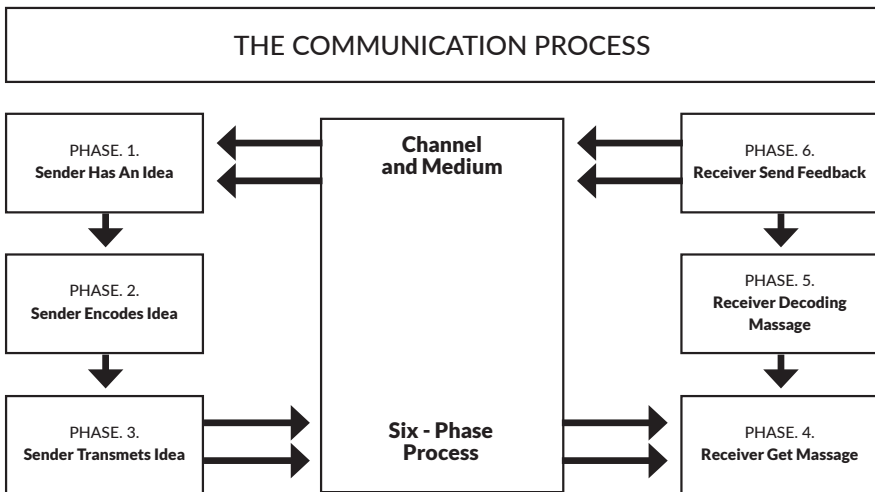 THE COMMUNICATION PROCESS
PHASE. 1.
Sender Has An Idea
PHASE. 2.
Sender Encodes Idea
PHASE. 3.
Sender Transmets Idea
Channel
and Medium
Six - Phase
Process
PHASE. 6.
Receiver Send Feedback
PHASE. 5.
Receiver Decoding
Massage
PHASE. 4.
Receiver Get Massage